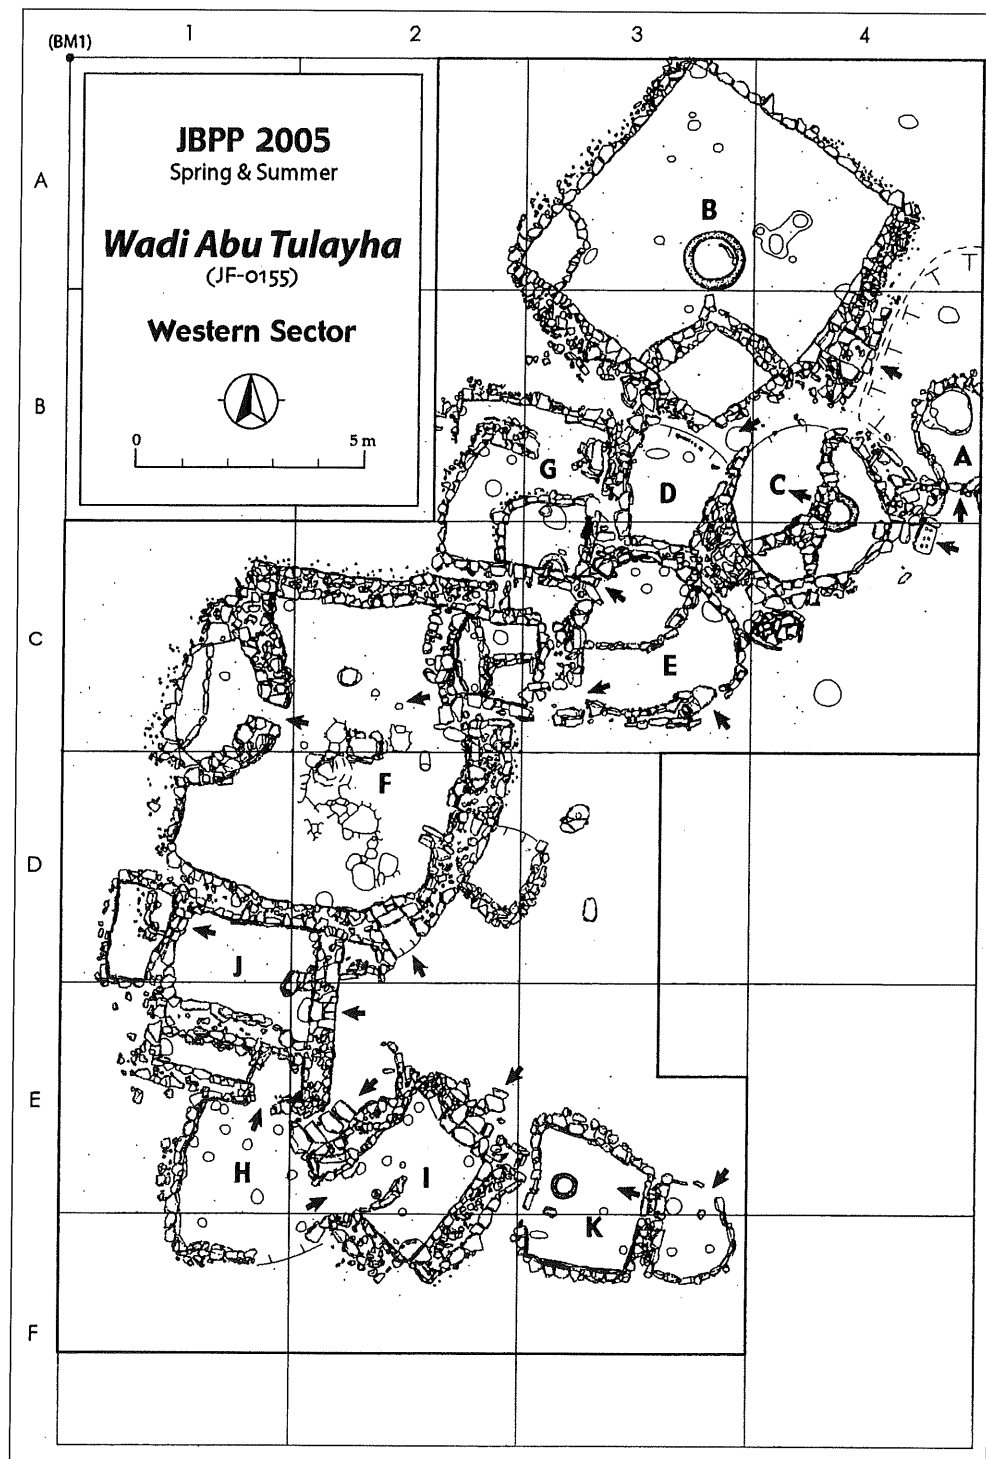 (BM1)
1 2 3 4
JBPP 2005
Spring & Summer
Wadi Abu Tulayha
(JF-0155)
Western Sector
0 5 m
A
B
C
D
E
F
B
A
G
D
C
E
F
J
H
I
K